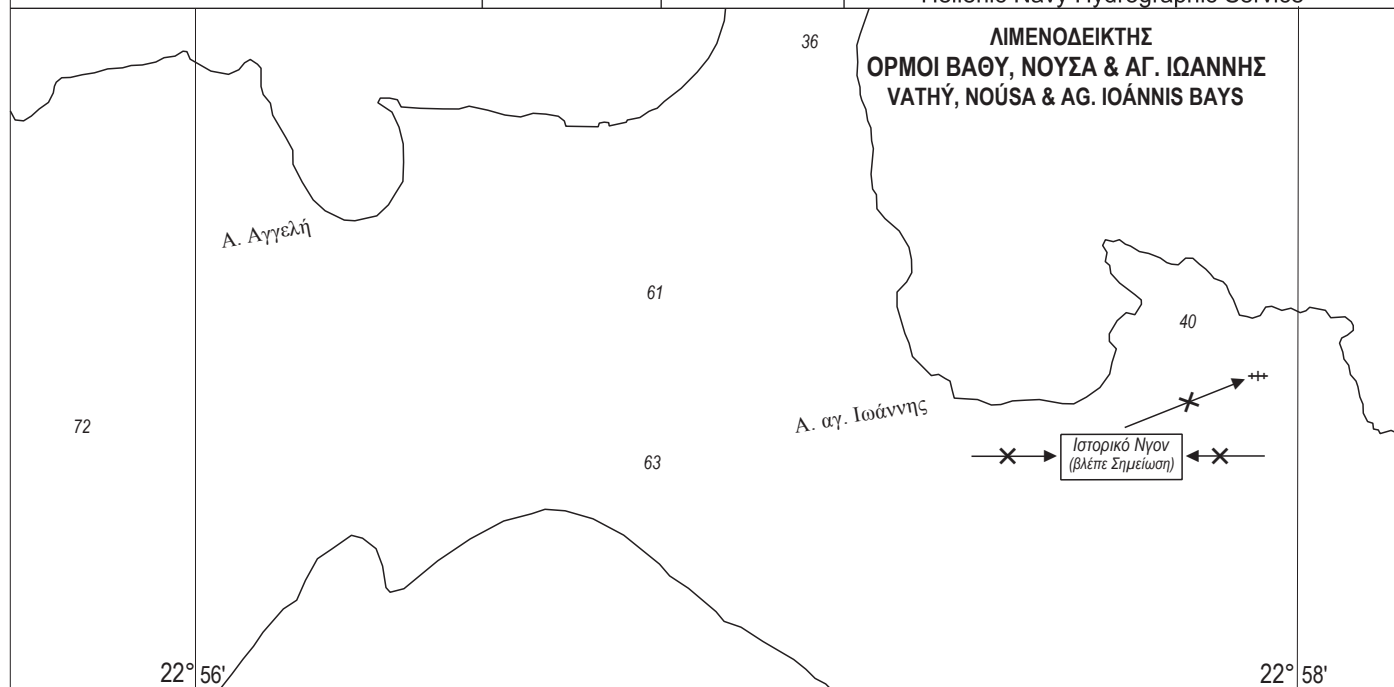 Hellenic Navy Hydrographic Service
36
ΛΙΜΕΝΟΔΕΙΚΤΗΣ
ΟΡΜΟΙ ΒΑΘΥ, ΝΟΥΣΑ & ΑΓ. ΙΩΑΝΝΗΣ
VATHÝ, NOÚSA & AG. IOÁNNIS BAYS
Α. Αγγελή
61
40
72
Α. αγ. Ιωάννης
63
Ιστορικό Νγον
(βλέπε Σημείωση)
22° 56'
22° 58'